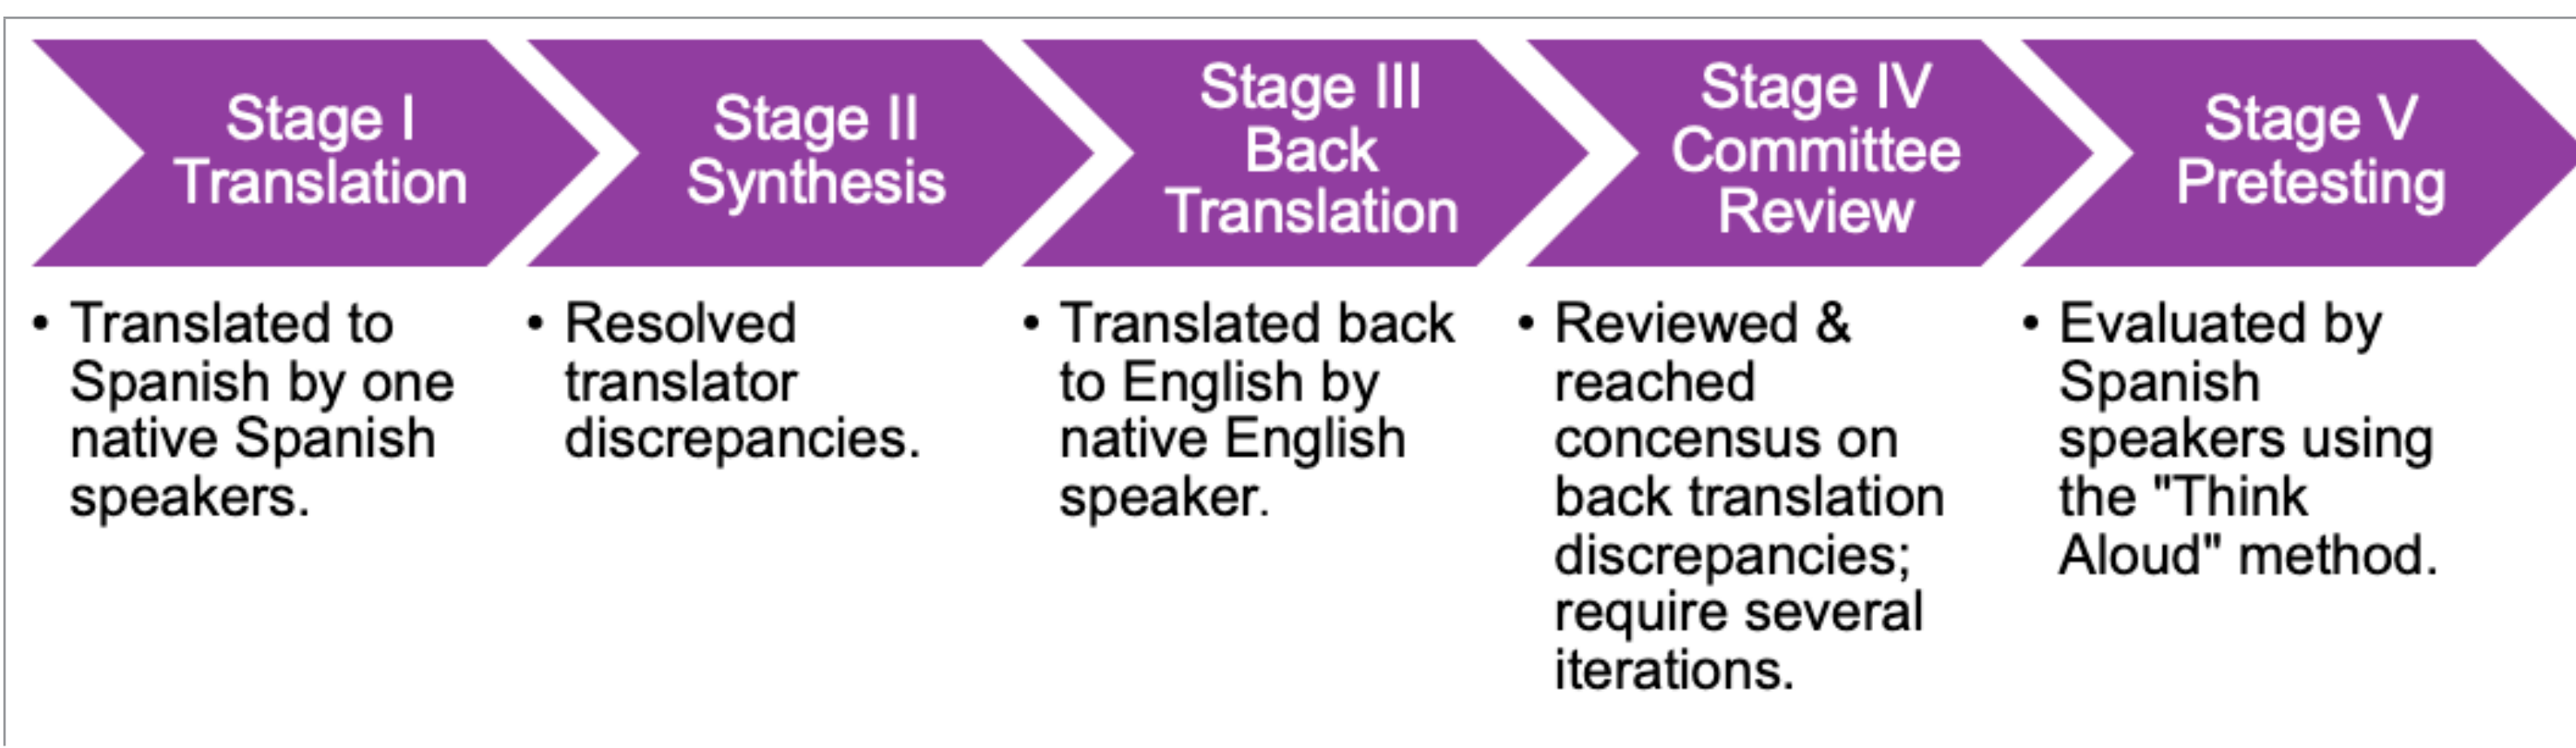 Stage I
Translation
Stage II
Synthesis
Stage III
Back
Translation
Stage IV
Committee
Review
Stage V
Pretesting
• Translated to
Spanish by one
native Spanish
speakers.
• Resolved
translator
discrepancies.
• Translated back
to English by
native English
speaker.
• Reviewed &
reached
concensus on
back translation
discrepancies;
require several
iterations.
• Evaluated by
Spanish
speakers using
the "Think
Aloud" method.